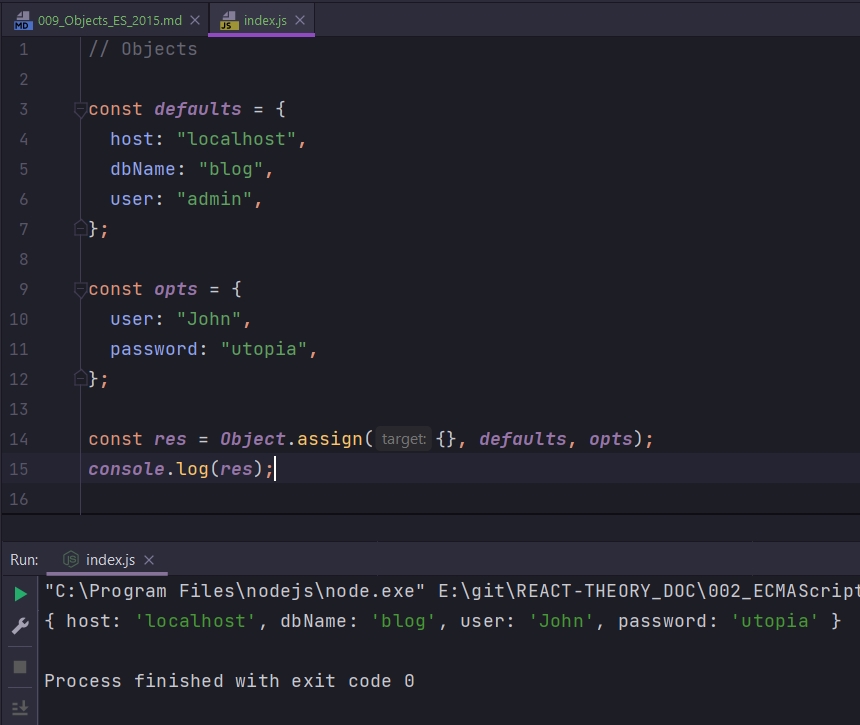 MD 009_Objects_ES_2015.md JS index.js
1 // Objects
2
3 const defaults = {
4 host: "localhost",
5 dbName: "blog",
6 user: "admin",
7 };
8
9 const opts = {
10 user: "John",
11 password: "utopia",
12 };
13
14 const res = Object.assign( target: {}, defaults, opts);
15 console.log(res);
16
Run: JS index.js
"C:\Program Files\nodejs\node.exe" E:\git\REACT-THEORY_DOC\002_ECMAScript
{ host: 'localhost', dbName: 'blog', user: 'John', password: 'utopia' }
Process finished with exit code 0